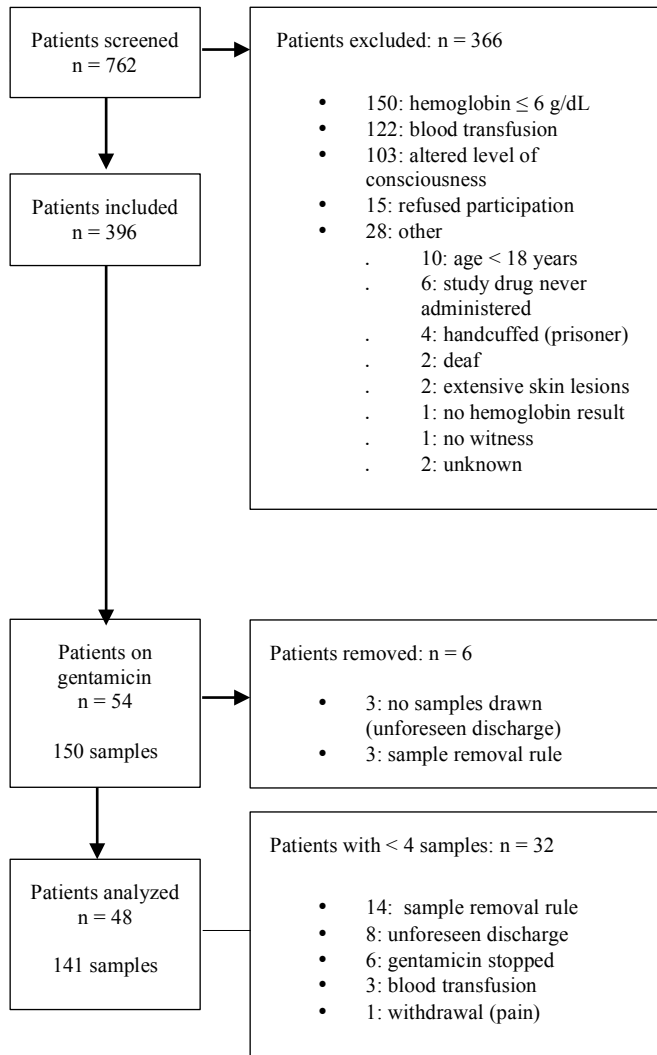 Patients screened
n = 762
Patients excluded: n = 366
• 150: hemoglobin ≤ 6 g/dL
• 122: blood transfusion
• 103: altered level of
consciousness
• 15: refused participation
• 28: other
. 10: age < 18 years
. 6: study drug never
administered
. 4: handcuffed (prisoner)
. 2: deaf
. 2: extensive skin lesions
. 1: no hemoglobin result
. 1: no witness
. 2: unknown
Patients included
n = 396
Patients on
gentamicin
n = 54
150 samples
Patients removed: n = 6
• 3: no samples drawn
(unforeseen discharge)
• 3: sample removal rule
Patients analyzed
n = 48
141 samples
Patients with < 4 samples: n = 32
• 14: sample removal rule
• 8: unforeseen discharge
• 6: gentamicin stopped
• 3: blood transfusion
• 1: withdrawal (pain)